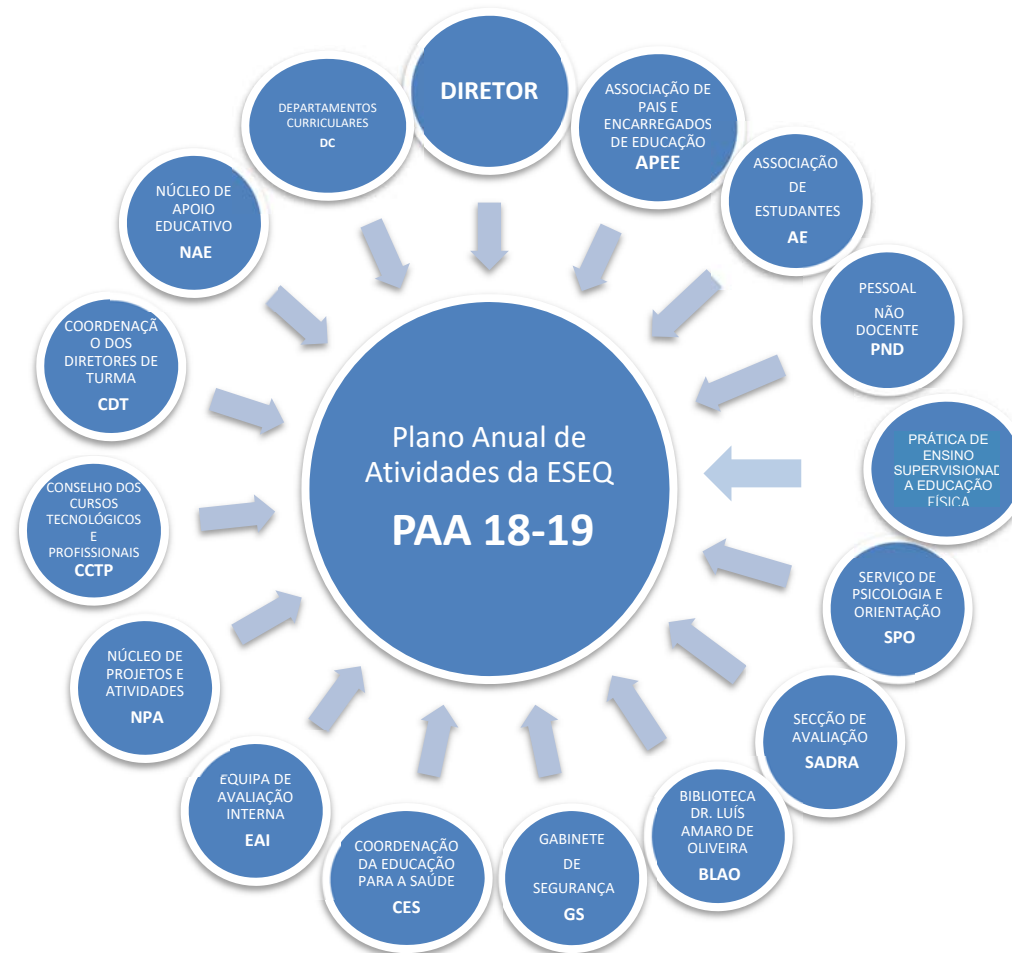 DIRETOR
ASSOCIAÇÃO DE
PAIS E
ENCARREGADOS
DE EDUCAÇÃO
APEE
ASSOCIAÇÃO
DE
ESTUDANTES
AE
PESSOAL
NÃO
DOCENTE
PND
PRÁTICA DE
ENSINO
SUPERVISIONAD
A EDUCAÇÃO
FÍSICA
SERVIÇO DE
PSICOLOGIA E
ORIENTAÇÃO
SPO
SECÇÃO DE
AVALIAÇÃO
SADRA
BIBLIOTECA
DR. LUÍS
AMARO DE
OLIVEIRA
BLAO
GABINETE
DE
SEGURANÇA
GS
COORDENAÇÃO
DA EDUCAÇÃO
PARA A SAÚDE
CES
EQUIPA DE
AVALIAÇÃO
INTERNA
EAI
NÚCLEO DE
PROJETOS E
ATIVIDADES
NPA
CONSELHO DOS
CURSOS
TECNOLÓGICOS
E
PROFISSIONAIS
CCTP
COORDENAÇÃ
O DOS
DIRETORES DE
TURMA
CDT
NÚCLEO DE
APOIO
EDUCATIVO
NAE
DEPARTAMENTOS
CURRICULARES
DC
Plano Anual de
Atividades da ESEQ
PAA 18-19